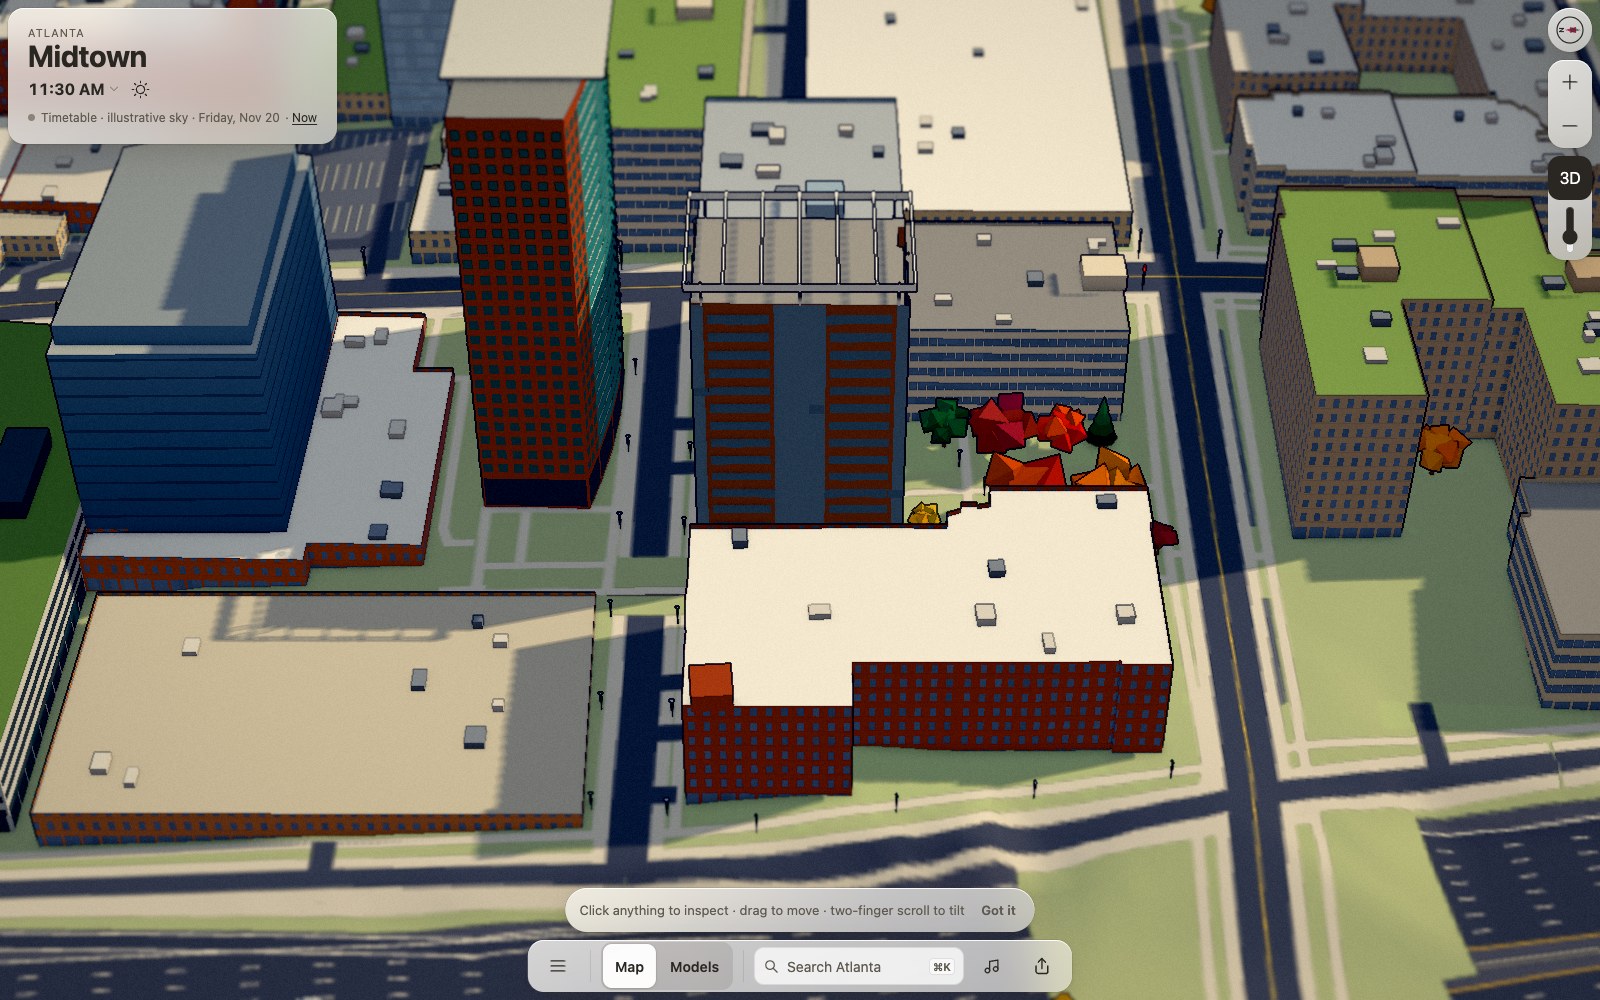 ATLANTA
Midtown
11:30 AM
Timetable · illustrative sky · Friday, Nov 20 · Now
N
+
−
3D
Click anything to inspect · drag to move · two-finger scroll to tilt Got it
Map Models Search Atlanta ⌘K